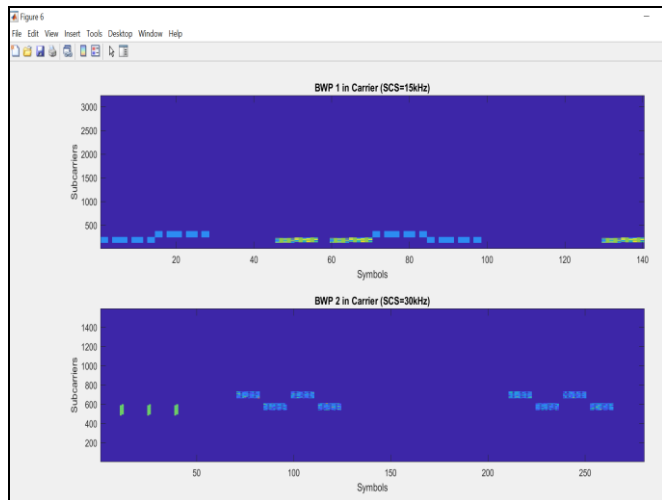 Figure 6
File Edit View Insert Tools Desktop Window Help
BWP 1 in Carrier (SCS=15kHz)
3000
2500
2000
1500
1000
500
Subcarriers
20 40 60 80 100 120 140
Symbols
BWP 2 in Carrier (SCS=30kHz)
1400
1200
1000
800
600
400
200
Subcarriers
50 100 150 200 250
Symbols